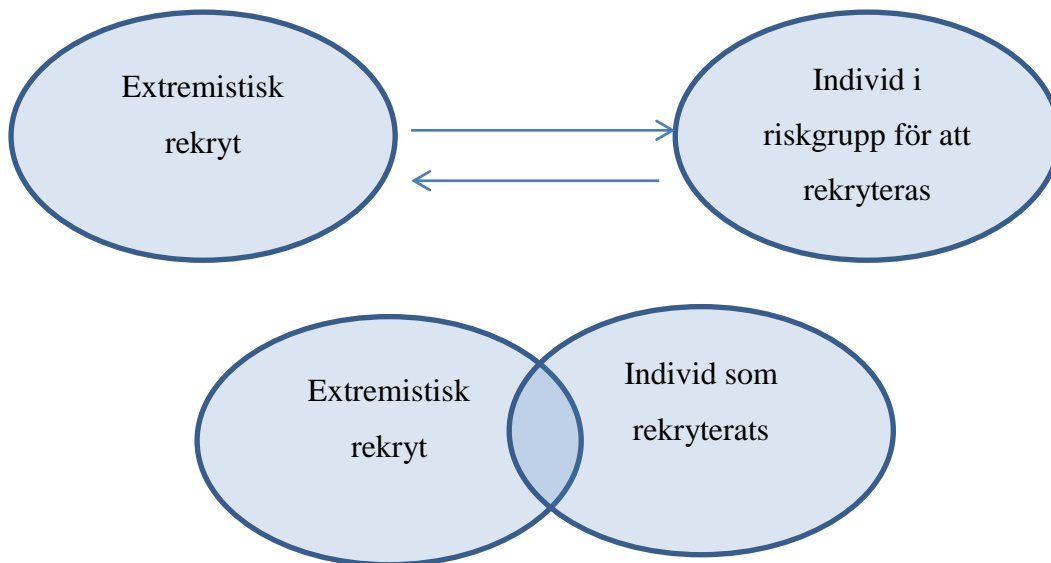 Extremistisk
rekryt
Individ i
riskgrupp för att
rekryteras
Extremistisk
rekryt
Individ som
rekryterats